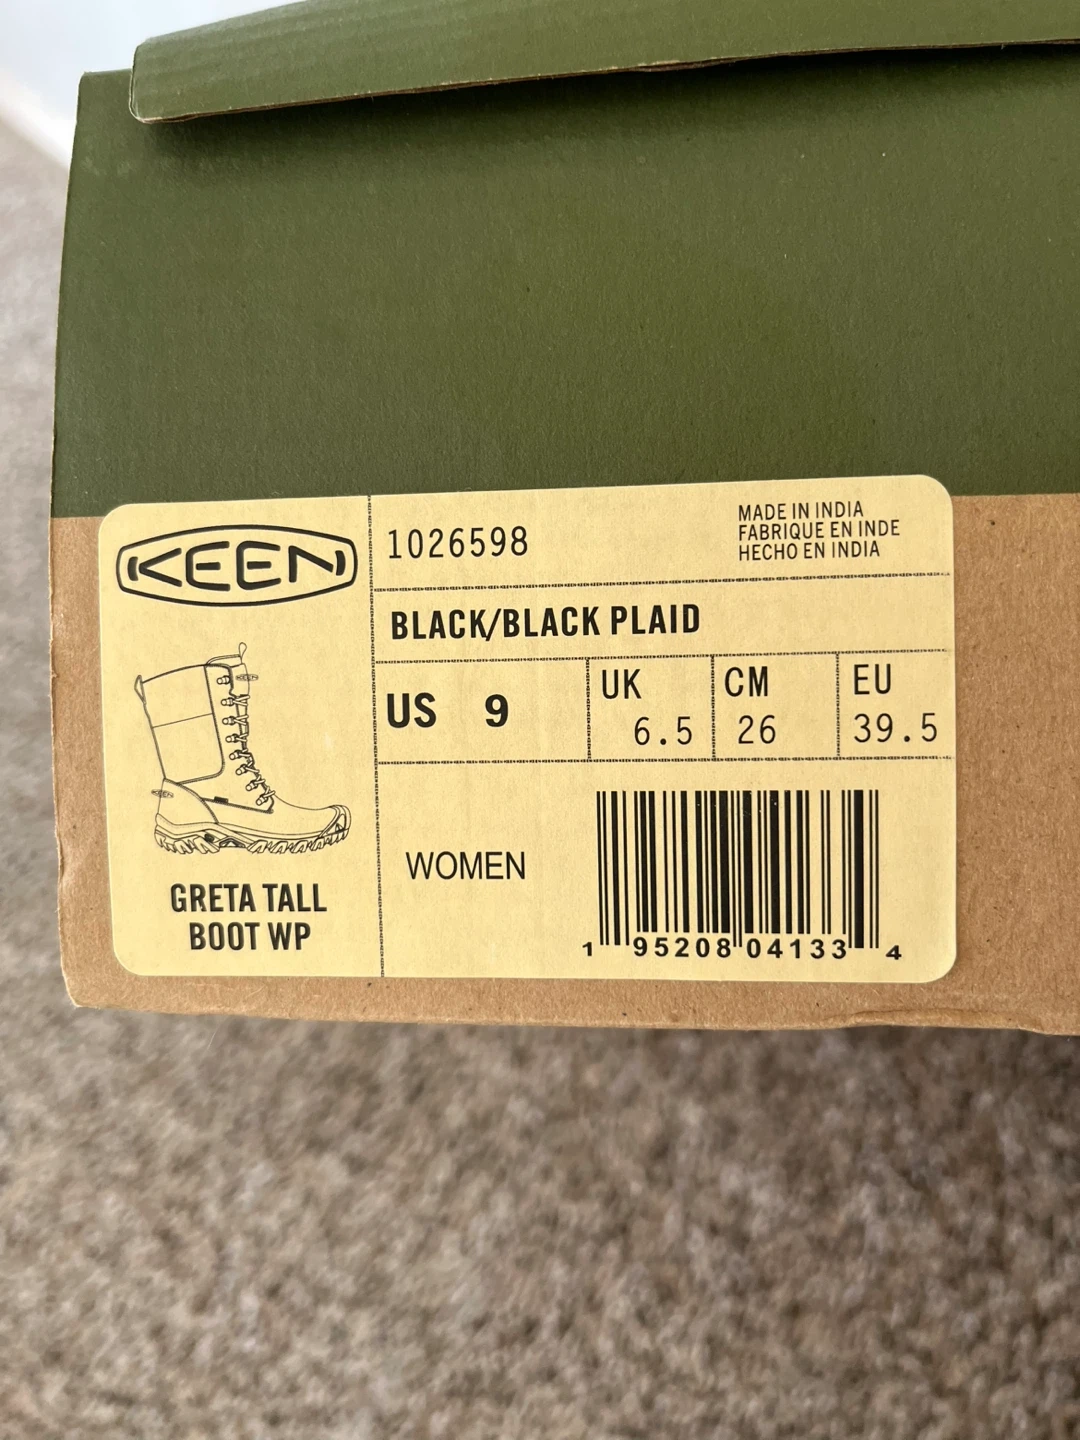 KEEN
1026598
MADE IN INDIA
FABRIQUE EN INDE
HECHO EN INDIA
BLACK/BLACK PLAID
US 9
UK 6.5
CM 26
EU 39.5
GRETA TALL
BOOT WP
WOMEN
1 95208 04133 4